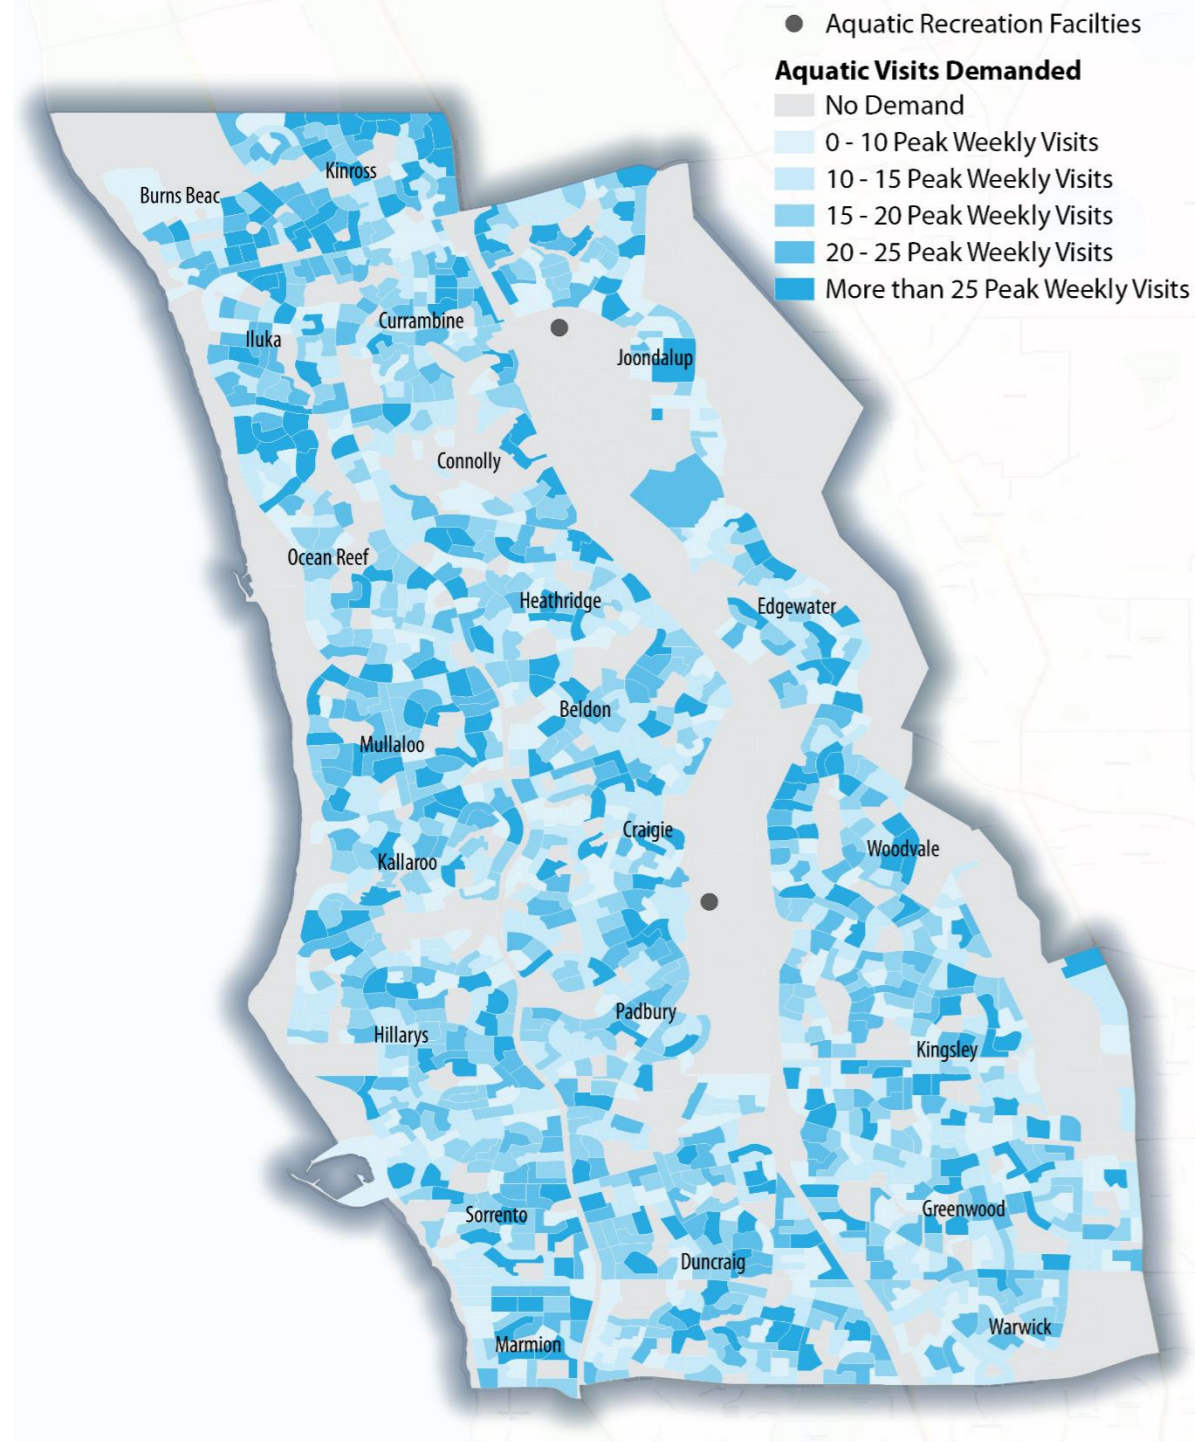 Aquatic Recreation Facilties
Aquatic Visits Demanded
No Demand
0 - 10 Peak Weekly Visits
10 - 15 Peak Weekly Visits
15 - 20 Peak Weekly Visits
20 - 25 Peak Weekly Visits
More than 25 Peak Weekly Visits
Kinross
Burns Beac
Currambine
Iluka
Joondalup
Connolly
Ocean Reef
Heathridge
Edgewater
Beldon
Mullaloo
Craigie
Woodvale
Kallaroo
Padbury
Hillarys
Kingsley
Greenwood
Sorrento
Duncraig
Warwick
Marmion